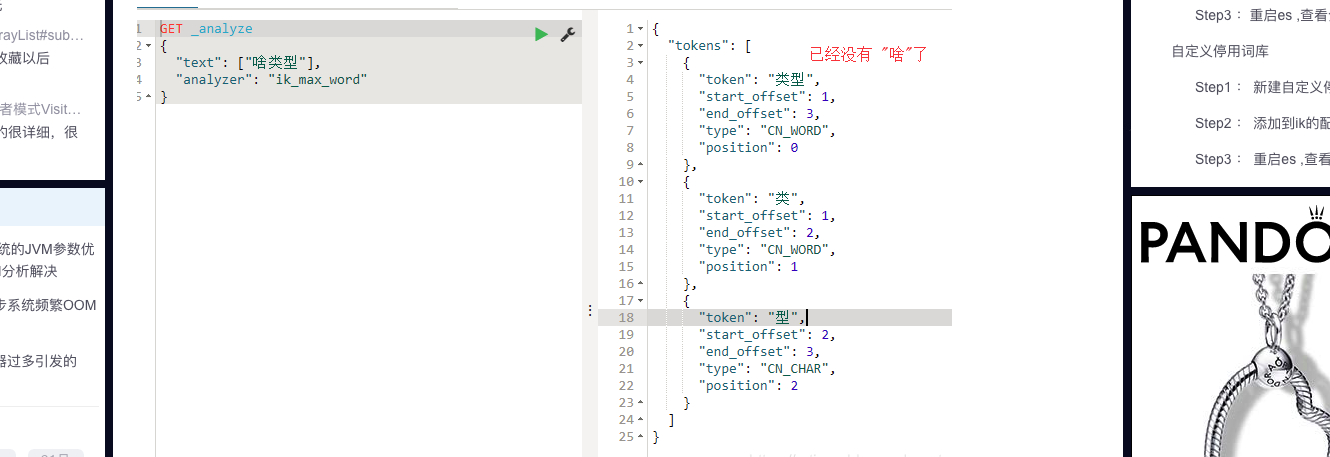 rayList#sub…
收藏以后
者模式Visit…
的很详细，很
统的JVM参数优
分析解决
步系统频繁OOM
器过多引发的
1 GET _analyze
2 {
3 "text": ["啥类型"],
4 "analyzer": "ik_max_word"
5 }
1 {
2 "tokens": [
已经没有 "啥"了
3 {
4 "token": "类型",
5 "start_offset": 1,
6 "end_offset": 3,
7 "type": "CN_WORD",
8 "position": 0
9 },
10 {
11 "token": "类",
12 "start_offset": 1,
13 "end_offset": 2,
14 "type": "CN_WORD",
15 "position": 1
16 },
17 {
18 "token": "型",
19 "start_offset": 2,
20 "end_offset": 3,
21 "type": "CN_CHAR",
22 "position": 2
23 }
24 ]
25 }
Step3： 重启es ,查看
自定义停用词库
Step1： 新建自定义停
Step2： 添加到ik的配
Step3： 重启es ,查看
PANDO